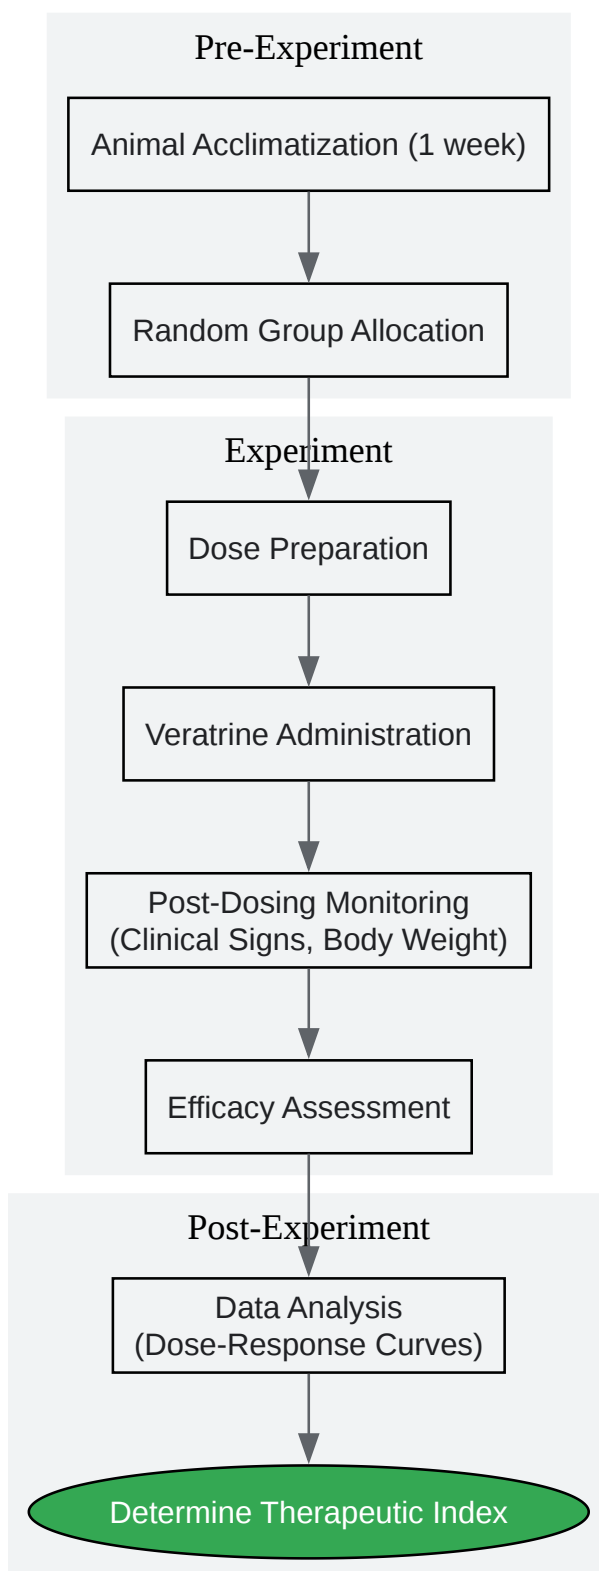 Pre-Experiment
Animal Acclimatization (1 week)
Random Group Allocation
Experiment
Dose Preparation
Veratrine Administration
Post-Dosing Monitoring
(Clinical Signs, Body Weight)
Efficacy Assessment
Post-Experiment
Data Analysis
(Dose-Response Curves)
Determine Therapeutic Index